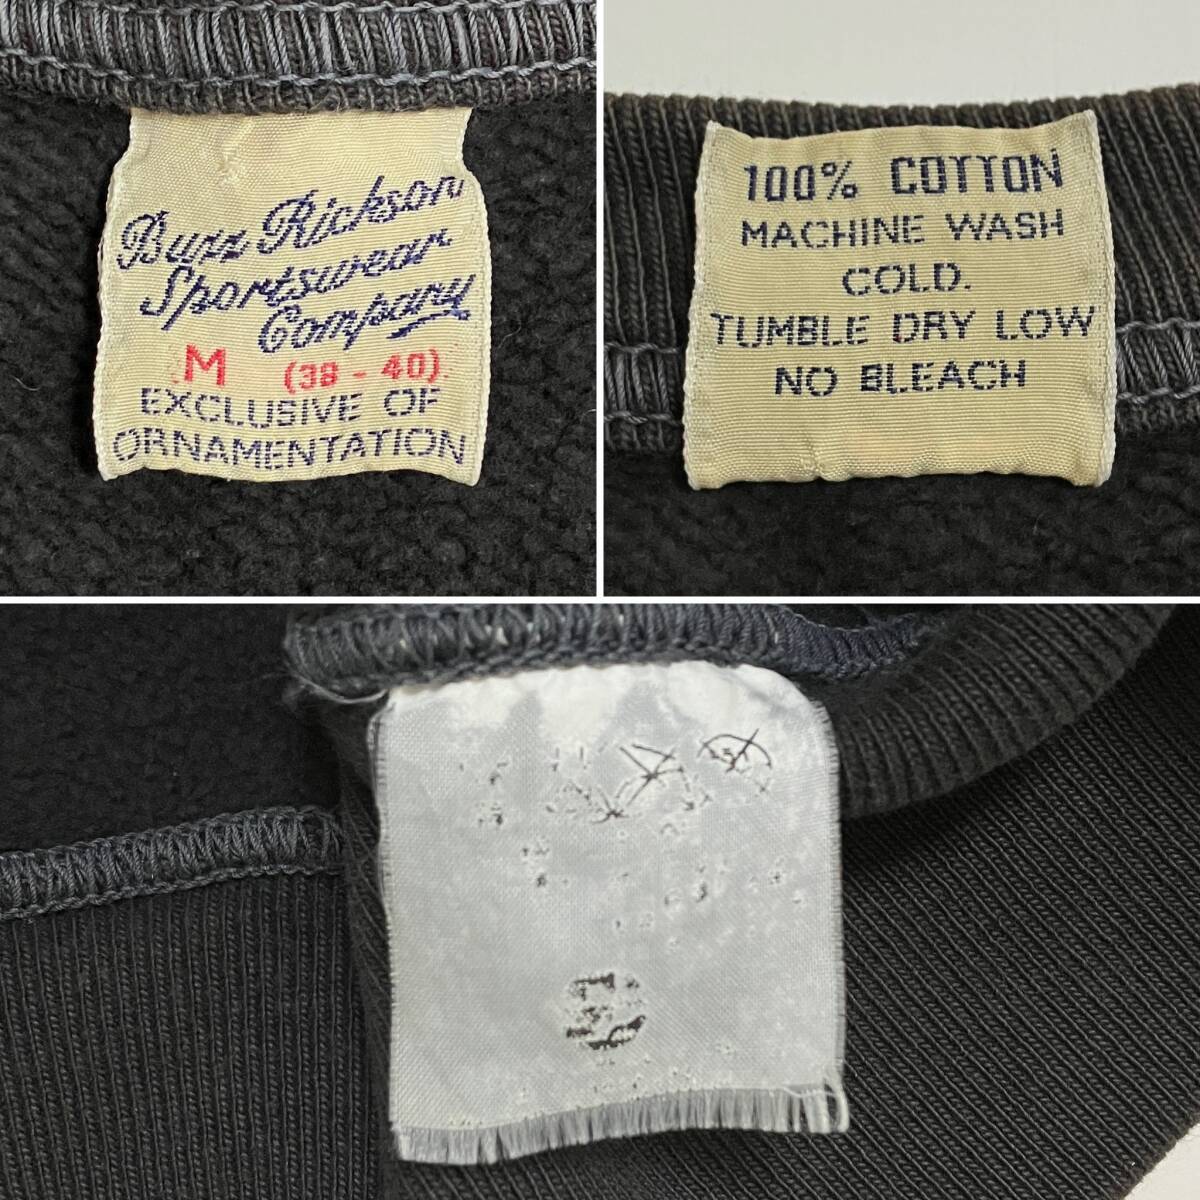 Buzz Rickson
Sportswear
Company
M (38 - 40)
EXCLUSIVE OF
ORNAMENTATION
100% COTTON
MACHINE WASH
COLD.
TUMBLE DRY LOW
NO BLEACH